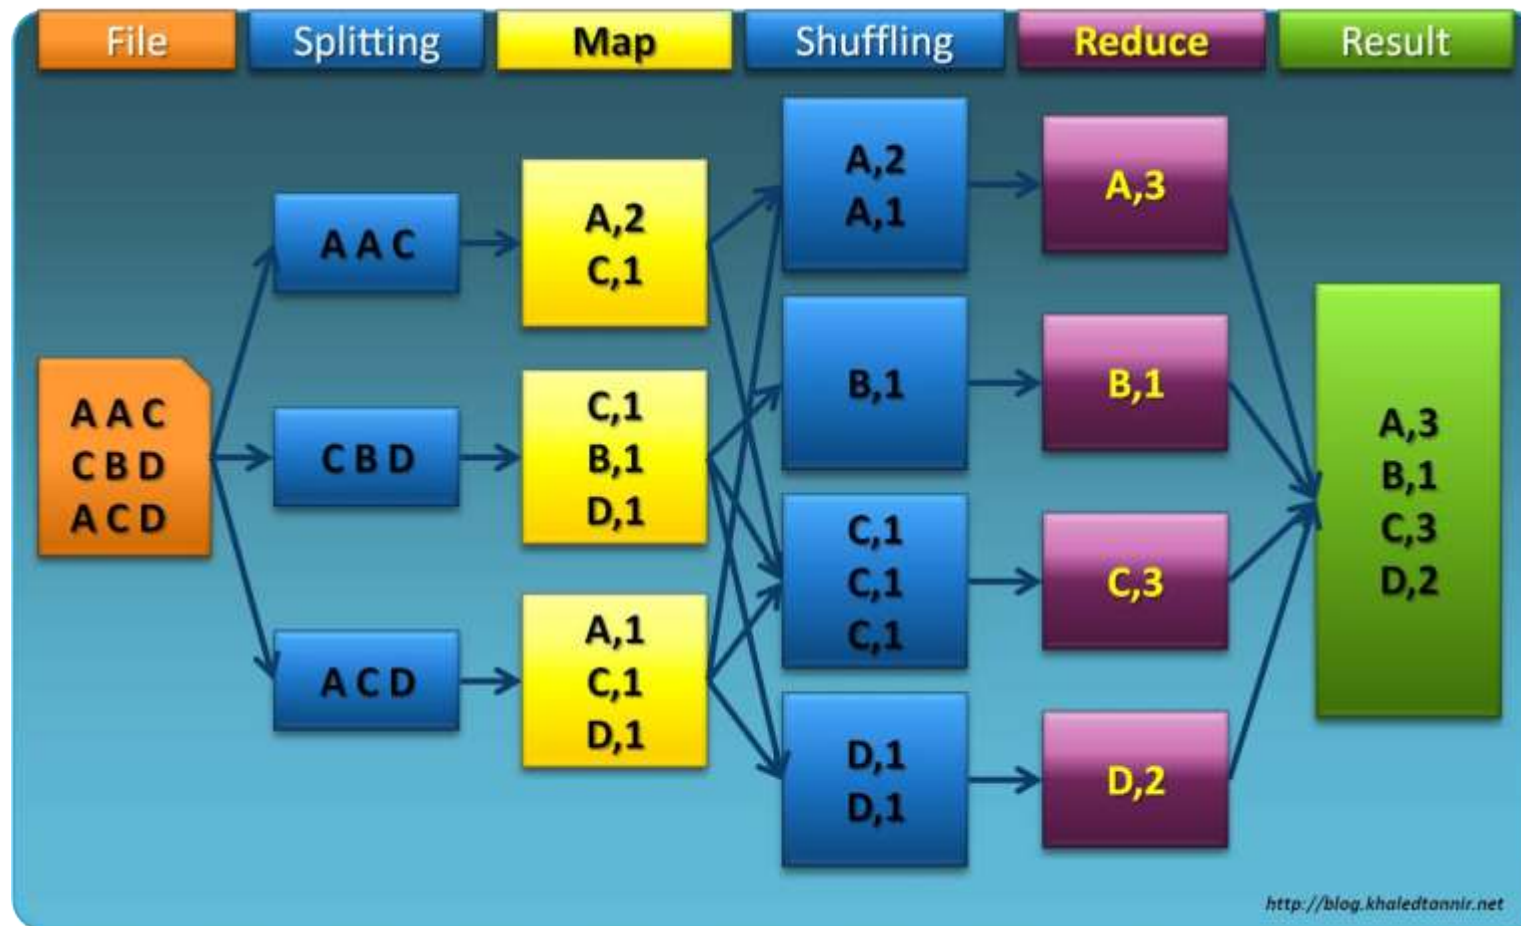 File
Splitting
Map
Shuffling
Reduce
Result
A A C
C B D
A C D
A A C
C B D
A C D
A,2
C,1
C,1
B,1
D,1
A,1
C,1
D,1
A,2
A,1
B,1
C,1
C,1
C,1
D,1
D,1
A,3
B,1
C,3
D,2
A,3
B,1
C,3
D,2
http://blog.khaledtannir.net